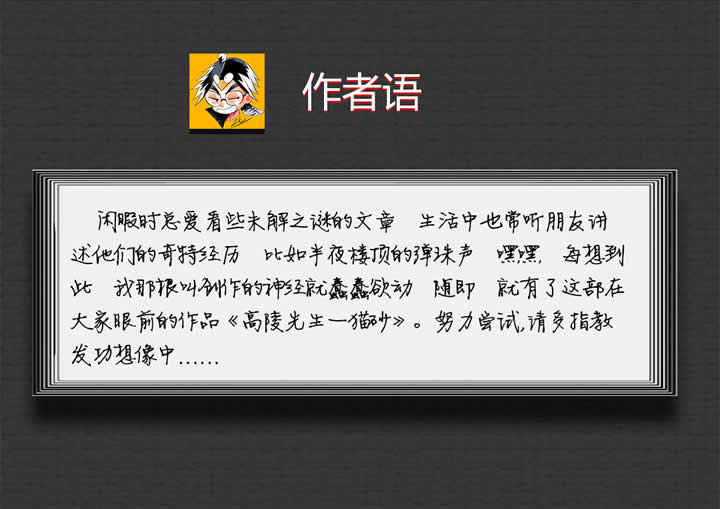 作者语
闲暇时总爱看些未解之谜的文章 生活中也常听朋友讲
述他们的奇特经历 比如半夜楼顶的弹珠声 嘿嘿, 每想到
此 我那根叫创作的神经就蠢蠢欲动 随即 就有了这部在
大家眼前的作品《高陵先生一猫砂》。努力尝试,请多指教
发功想像中……